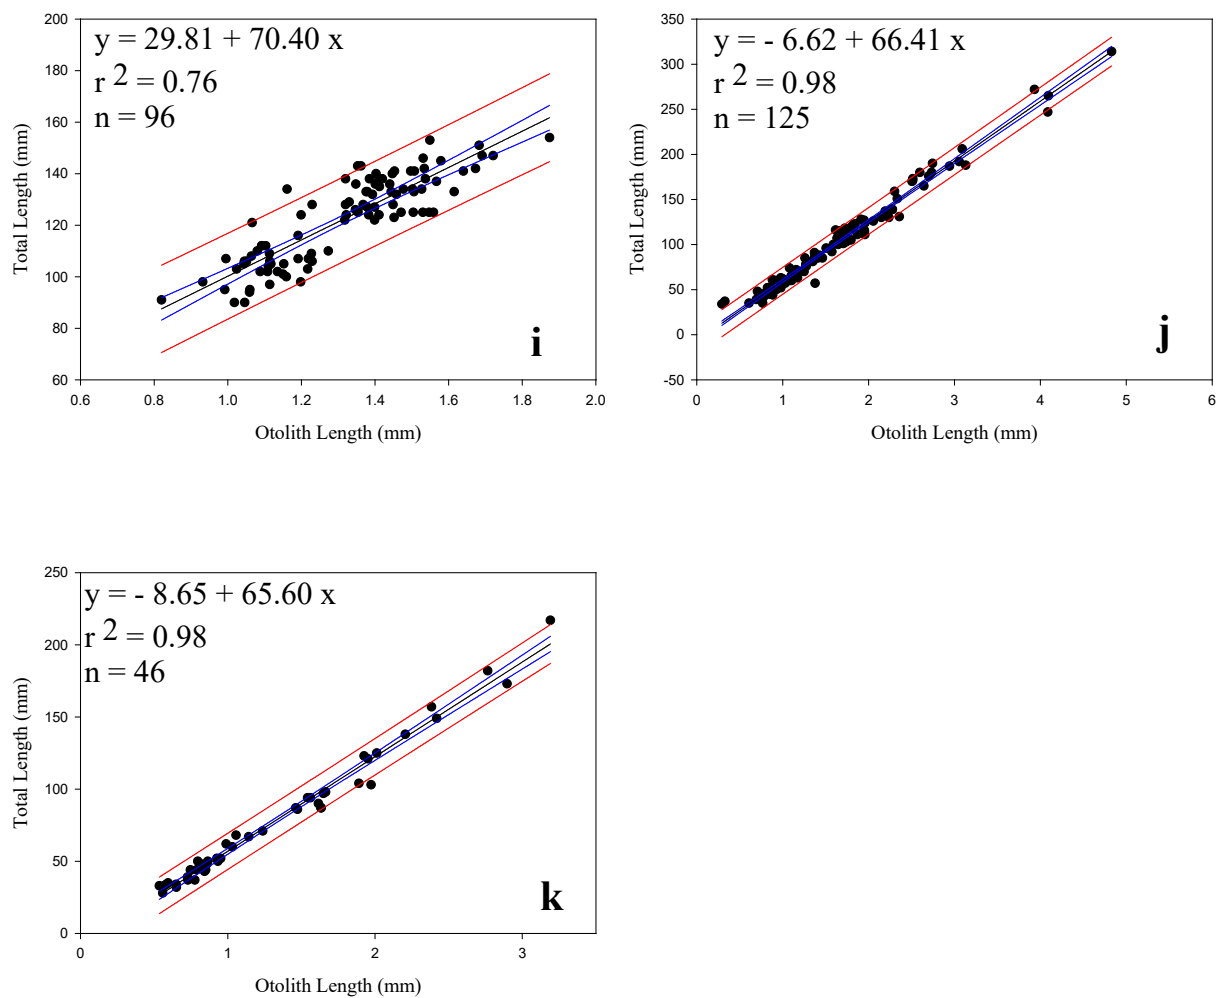 y = 29.81 + 70.40 x
r 2 = 0.76
n = 96
200
180
160
140
120
100
80
60
0.6 0.8 1.0 1.2 1.4 1.6 1.8 2.0
Total Length (mm)
Otolith Length (mm)
i
y = - 6.62 + 66.41 x
r 2 = 0.98
n = 125
350
300
250
200
150
100
50
0
-50
0 1 2 3 4 5 6
Total Length (mm)
Otolith Length (mm)
j
y = - 8.65 + 65.60 x
r 2 = 0.98
n = 46
250
200
150
100
50
0
0 1 2 3
Total Length (mm)
Otolith Length (mm)
k